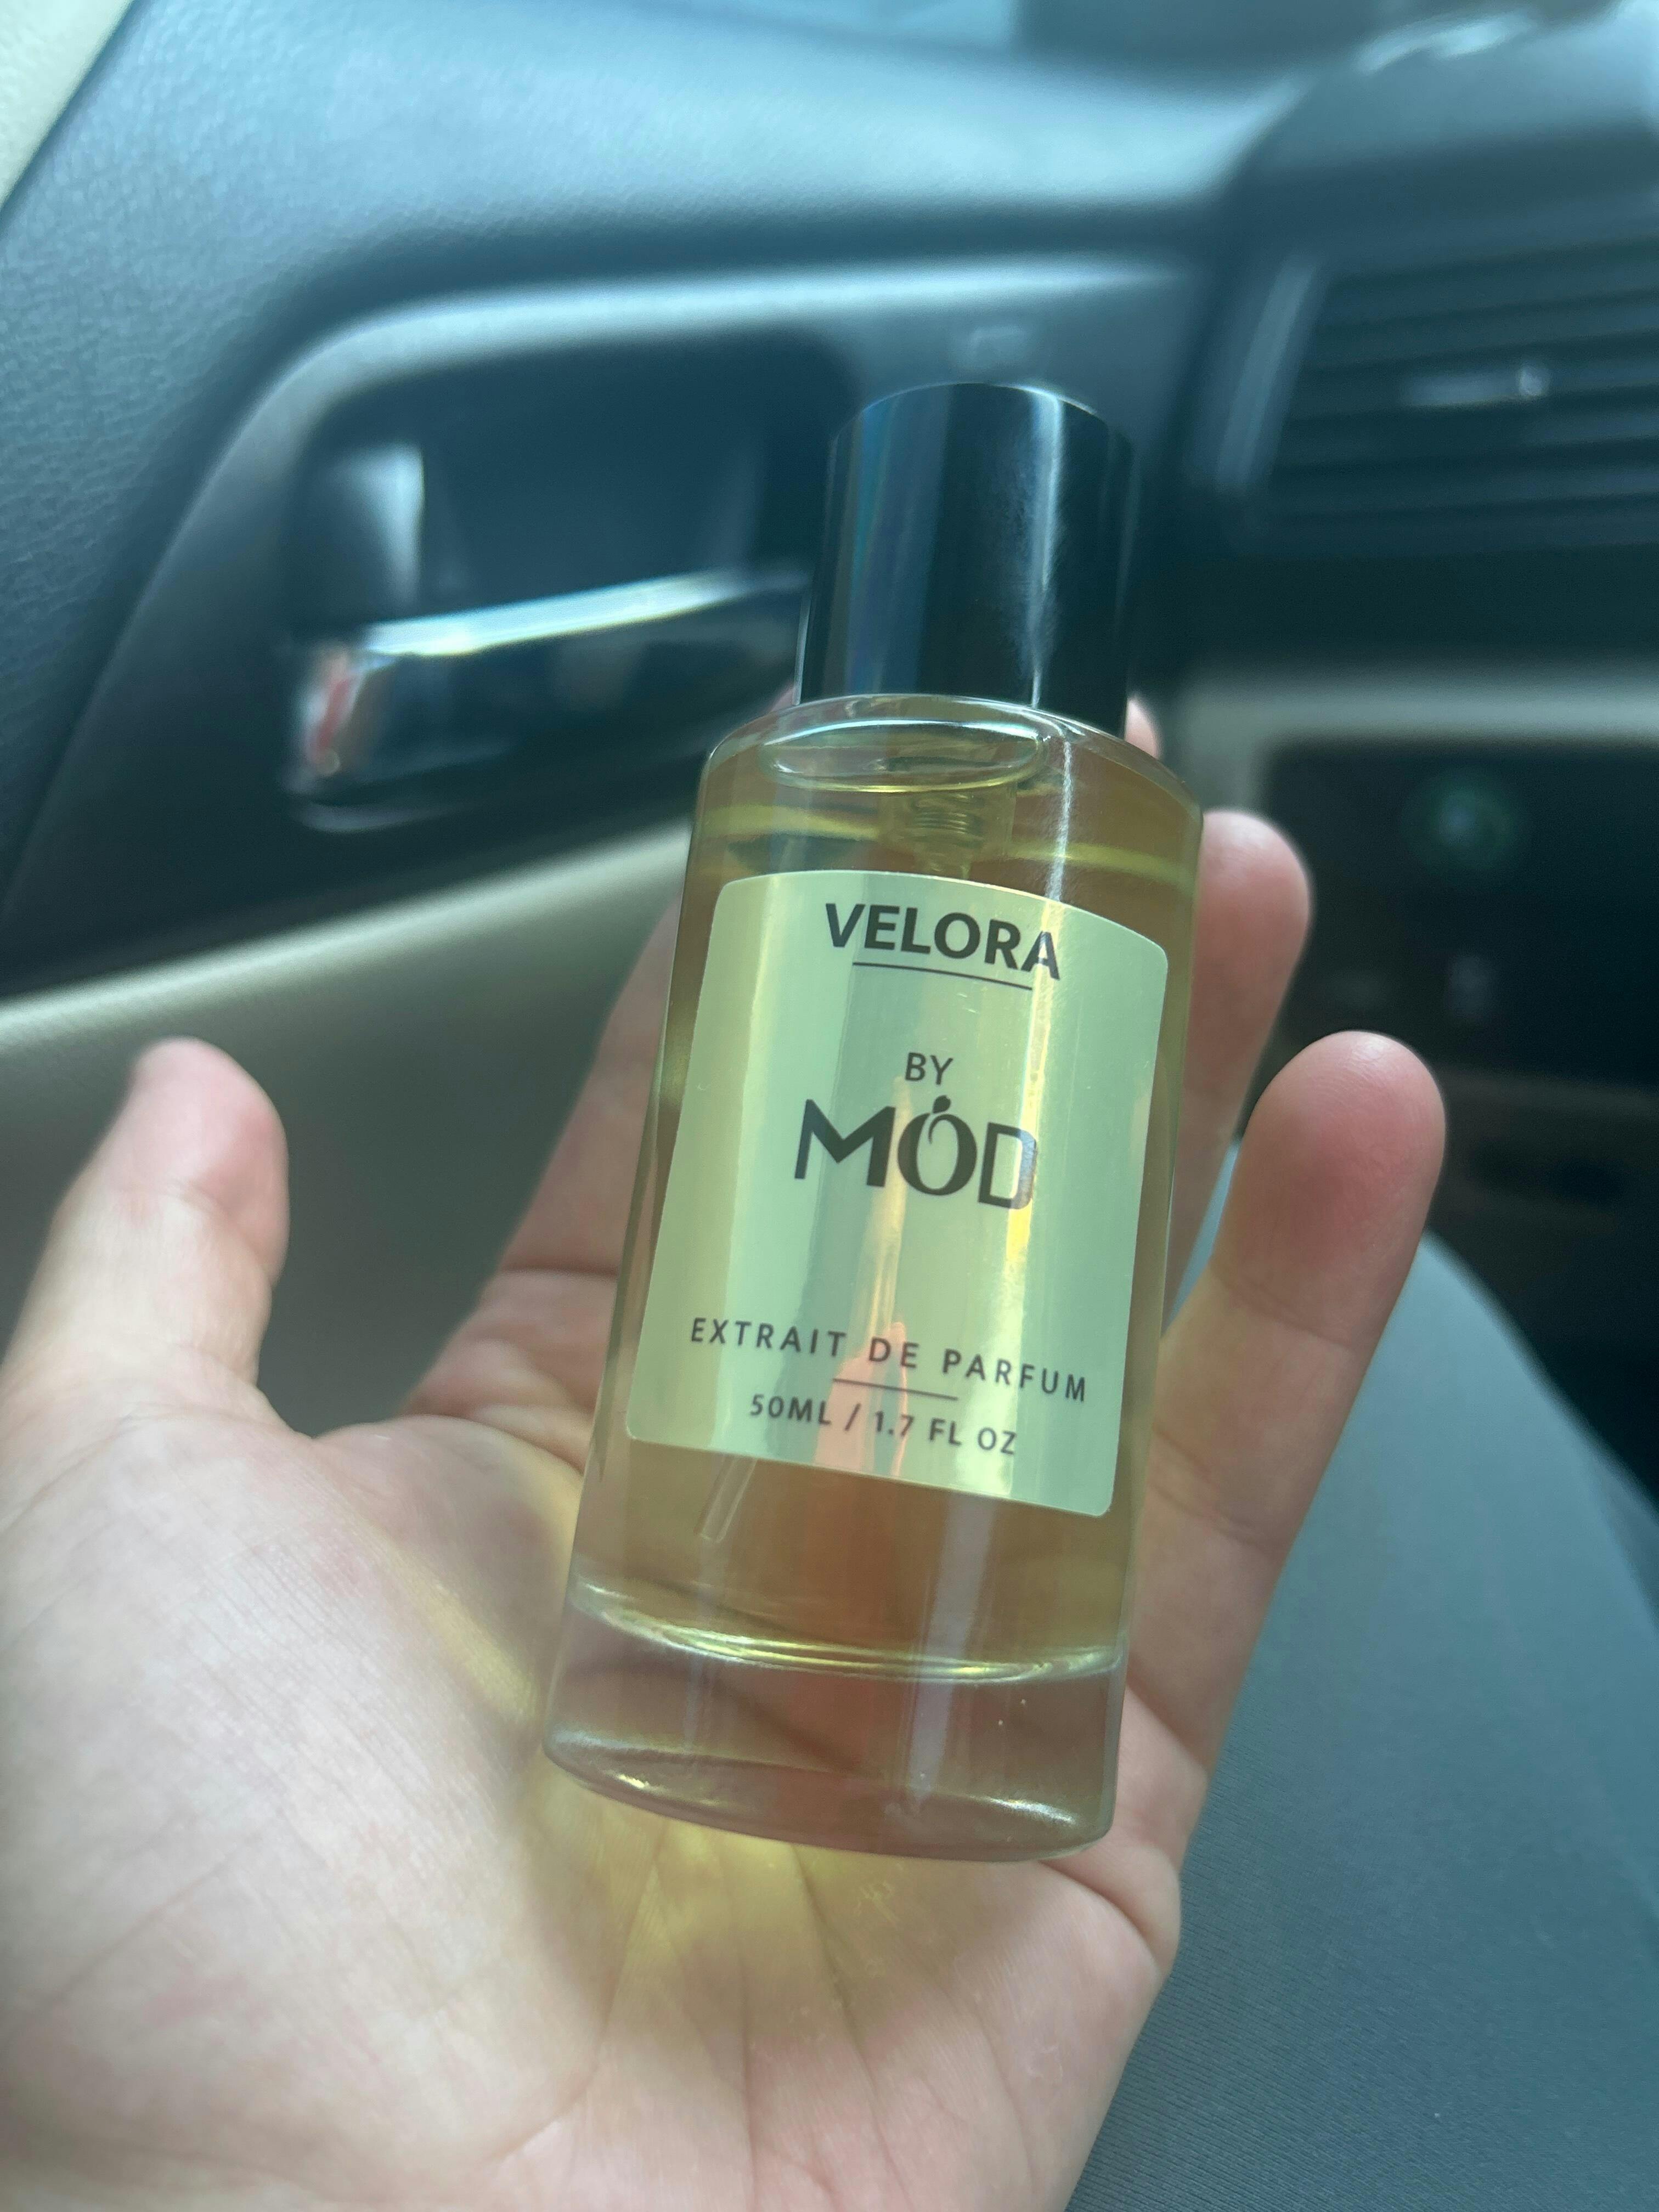 VELORA
BY
MÓD
EXTRAIT DE PARFUM
50ML / 1.7 FL OZ